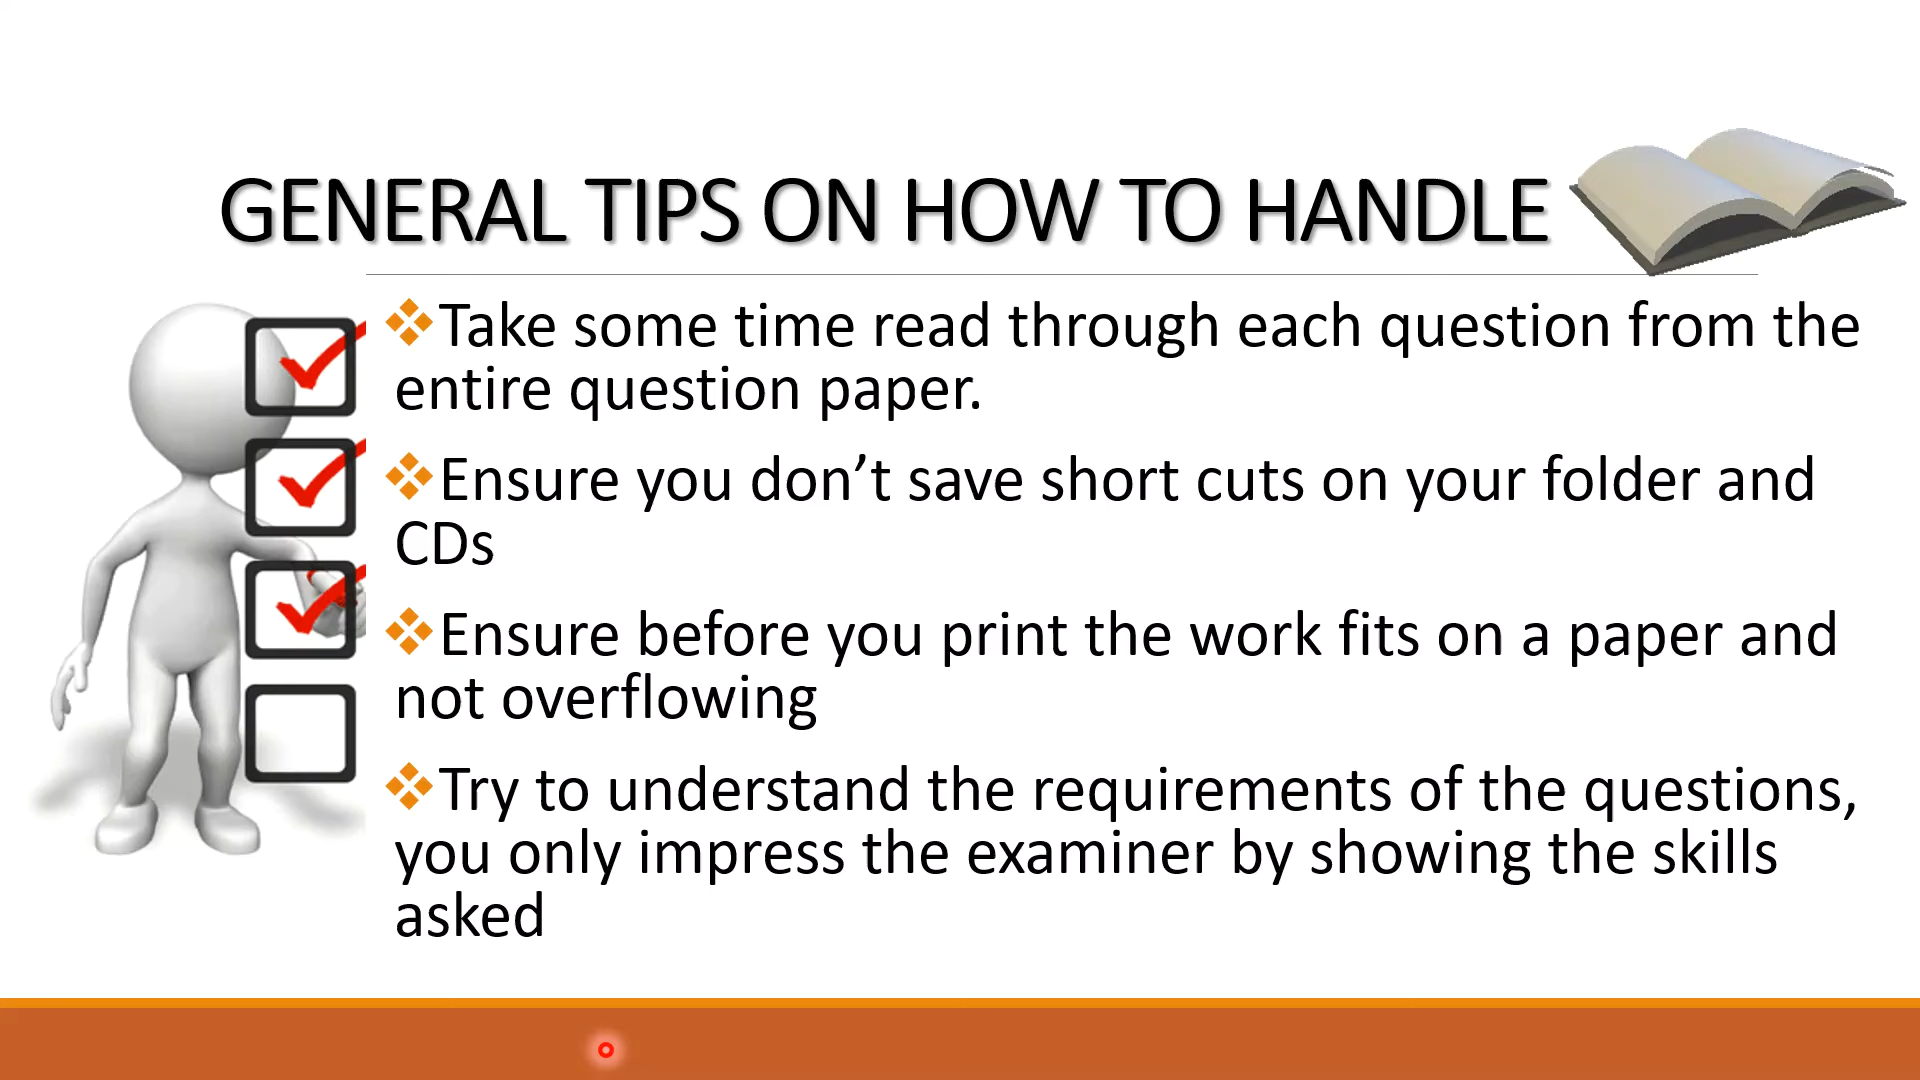 GENERAL TIPS ON HOW TO HANDLE
Take some time read through each question from the
entire question paper.
Ensure you don’t save short cuts on your folder and
CDs
Ensure before you print the work fits on a paper and
not overflowing
Try to understand the requirements of the questions,
you only impress the examiner by showing the skills
asked